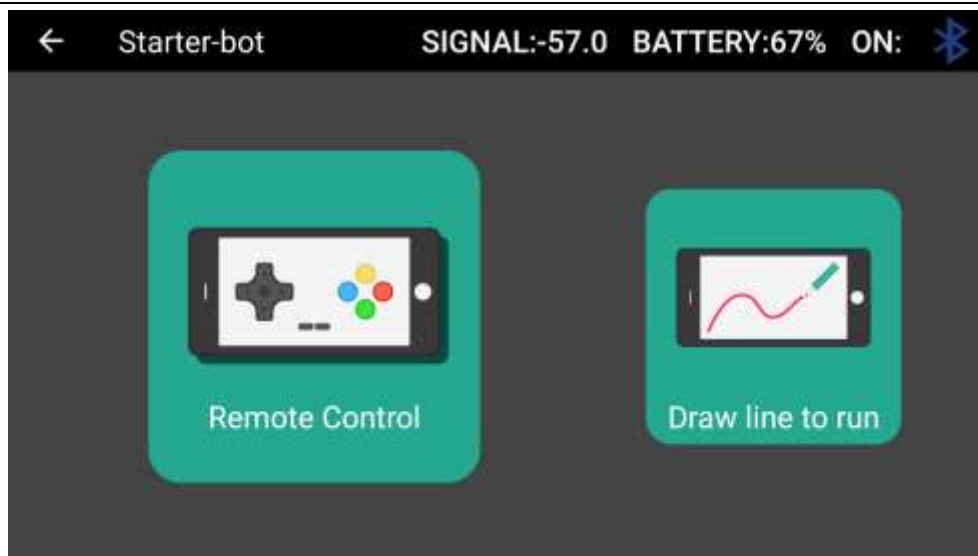 Starter-bot SIGNAL:-57.0 BATTERY:67% ON:
Remote Control
Draw line to run